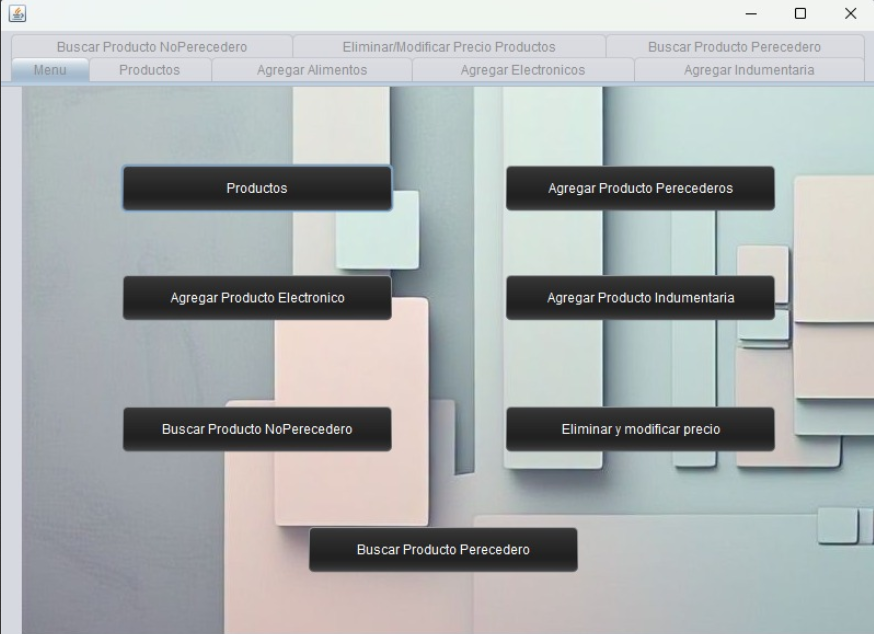 Buscar Producto NoPerecedero
Eliminar/Modificar Precio Productos
Buscar Producto Perecedero
Menu
Productos
Agregar Alimentos
Agregar Electronicos
Agregar Indumentaria
Productos
Agregar Producto Perecederos
Agregar Producto Electronico
Agregar Producto Indumentaria
Buscar Producto NoPerecedero
Eliminar y modificar precio
Buscar Producto Perecedero